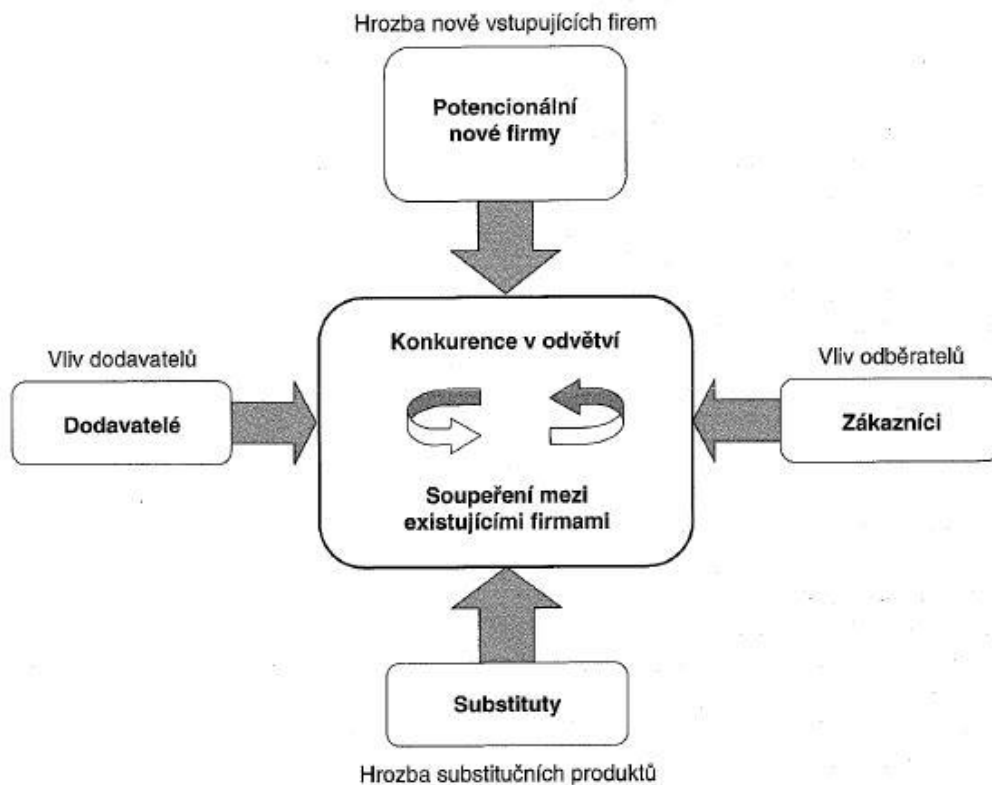 Hrozba nově vstupujících firem
Potencionální
nové firmy
Konkurence v odvětví
Vliv dodavatelů
Dodavatelé
Vliv odběratelů
Zákazníci
Soupeření mezi
existujícími firmami
Substituty
Hrozba substitučních produktů